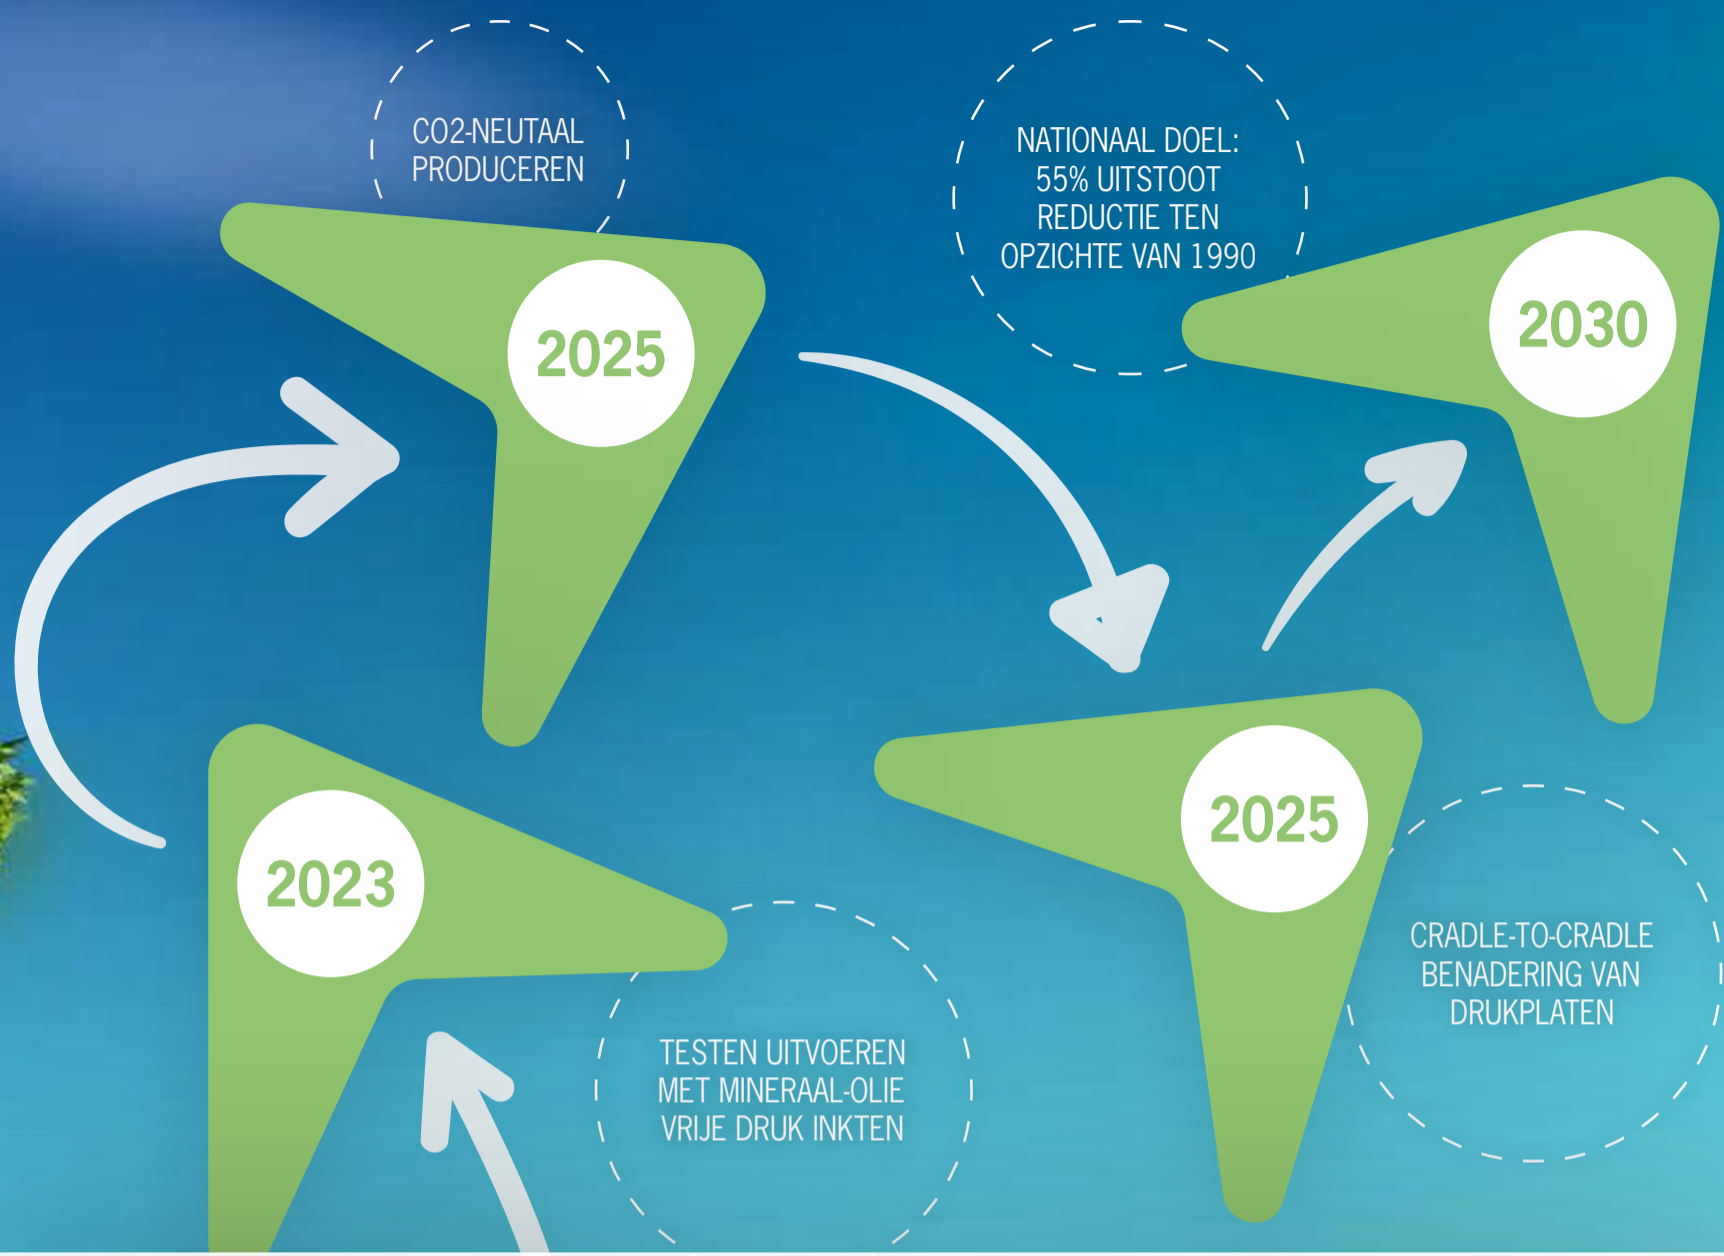 CO2-NEUTAAL
PRODUCEREN
2025
NATIONAAL DOEL:
55% UITSTOOT
REDUCTIE TEN
OPZICHTE VAN 1990
2030
2023
TESTEN UITVOEREN
MET MINERAAL-OLIE
VRIJE DRUK INKTEN
2025
CRADLE-TO-CRADLE
BENADERING VAN
DRUKPLATEN